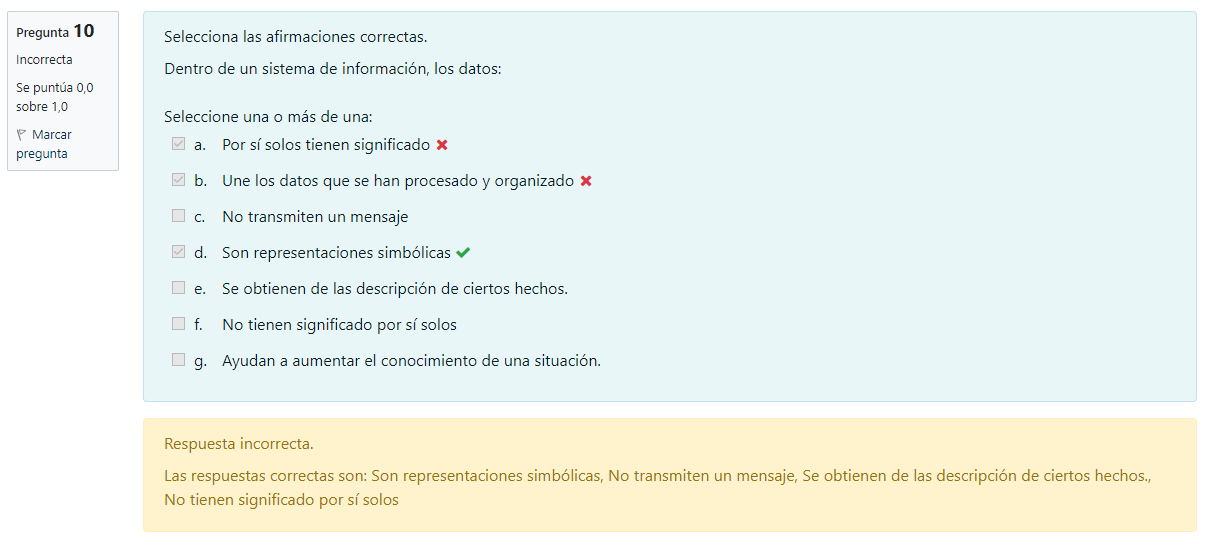 Pregunta 10
Incorrecta
Se puntúa 0,0
sobre 1,0
Marcar
pregunta
Selecciona las afirmaciones correctas.
Dentro de un sistema de información, los datos:
Seleccione una o más de una:
a. Por sí solos tienen significado
b. Une los datos que se han procesado y organizado
c. No transmiten un mensaje
d. Son representaciones simbólicas
e. Se obtienen de las descripción de ciertos hechos.
f. No tienen significado por sí solos
g. Ayudan a aumentar el conocimiento de una situación.
Respuesta incorrecta.
Las respuestas correctas son: Son representaciones simbólicas, No transmiten un mensaje, Se obtienen de las descripción de ciertos hechos.,
No tienen significado por sí solos